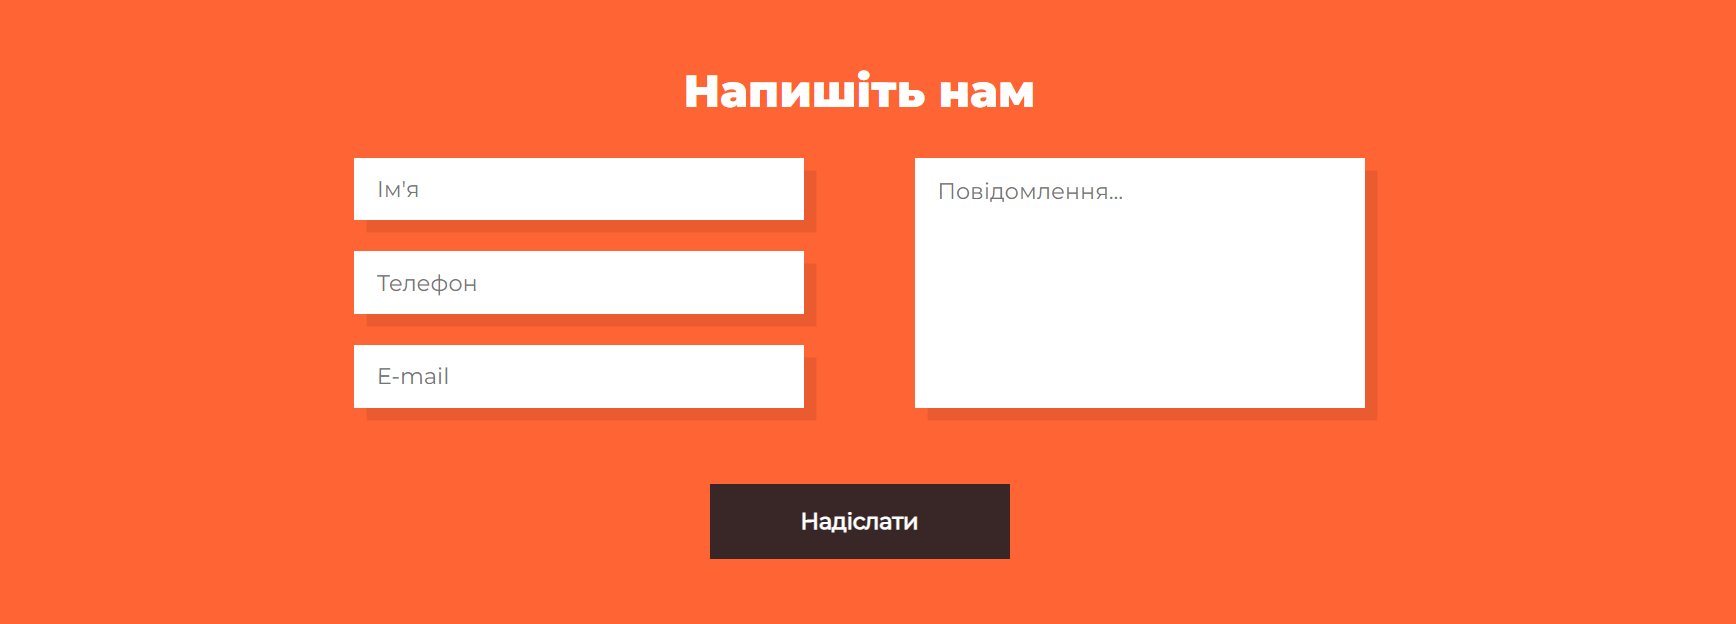 Напишіть нам
Ім'я
Телефон
E-mail
Повідомлення...
Надіслати